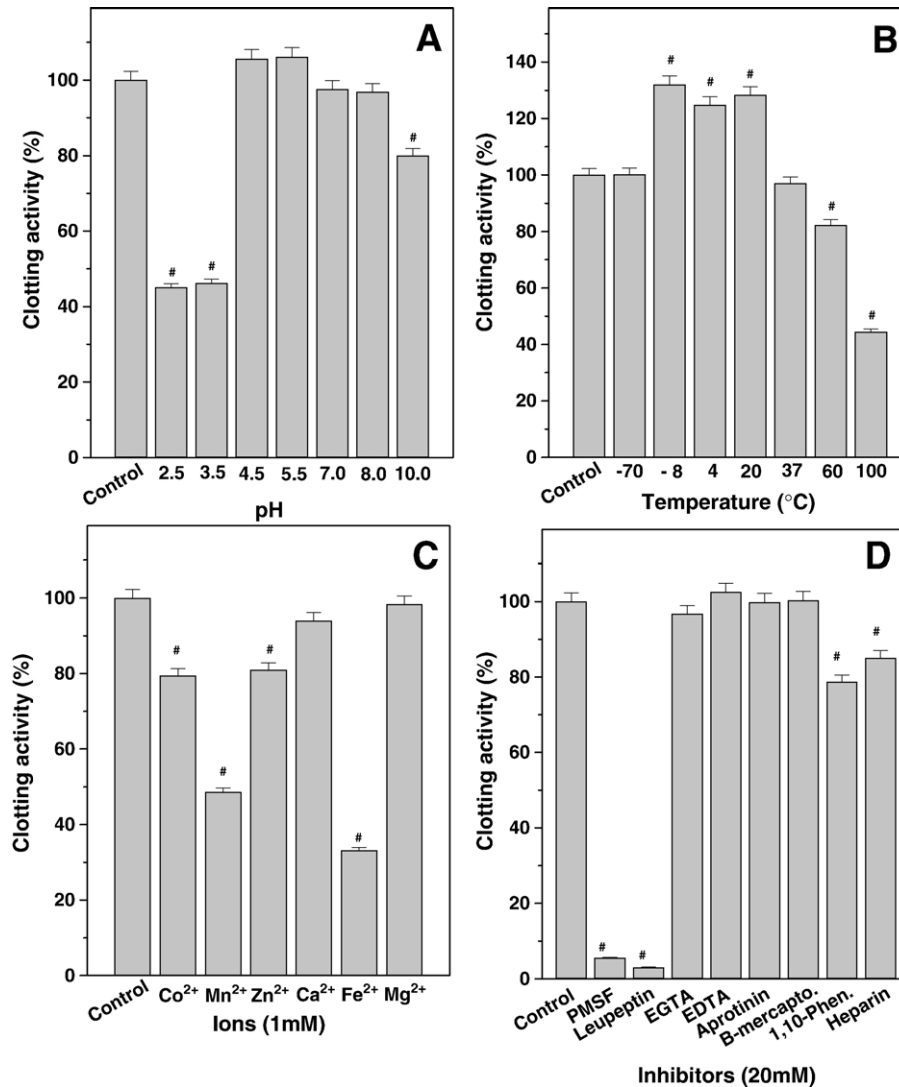 A
Clotting activity (%)
100
80
60
40
20
0
#
#
#
Control
2.5 3.5 4.5 5.5 7.0 8.0 10.0
pH
B
Clotting activity (%)
140
120
100
80
60
40
20
0
#
#
#
#
#
Control
-70 - 8 4 20 37 60 100
Temperature (°C)
C
Clotting activity (%)
100
80
60
40
20
0
#
#
#
#
Control
Co2+ Mn2+ Zn2+ Ca2+ Fe2+ Mg2+
Ions (1mM)
D
Clotting activity (%)
100
80
60
40
20
0
#
#
#
#
Control
PMSF
Leupeptin
EGTA
EDTA
Aprotinin
B-mercapto.
1,10-Phen.
Heparin
Inhibitors (20mM)